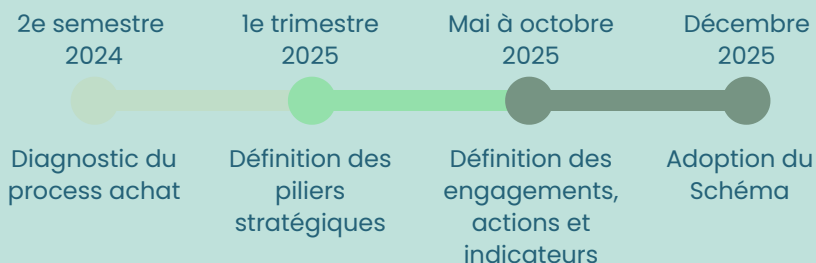 2e semestre
2024
1e trimestre
2025
Mai à octobre
2025
Décembre
2025
Diagnostic du
process achat
Définition des
piliers
stratégiques
Définition des
engagements,
actions et
indicateurs
Adoption du
Schéma